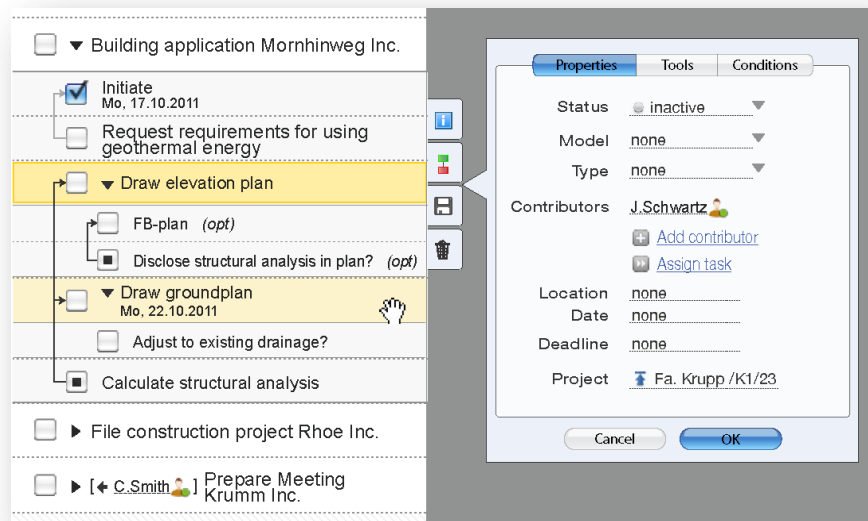 Building application Mornhinweg Inc.
Initiate
Mo, 17.10.2011
Request requirements for using
geothermal energy
Draw elevation plan
FB-plan (opt)
Disclose structural analysis in plan? (opt)
Draw groundplan
Mo, 22.10.2011
Adjust to existing drainage?
Calculate structural analysis
File construction project Rhoe Inc.
[ C.Smith ] Prepare Meeting
Krumm Inc.
Properties Tools Conditions
Status inactive
Model none
Type none
Contributors J.Schwartz
Add contributor
Assign task
Location none
Date none
Deadline none
Project Fa. Krupp /K1/23
Cancel OK